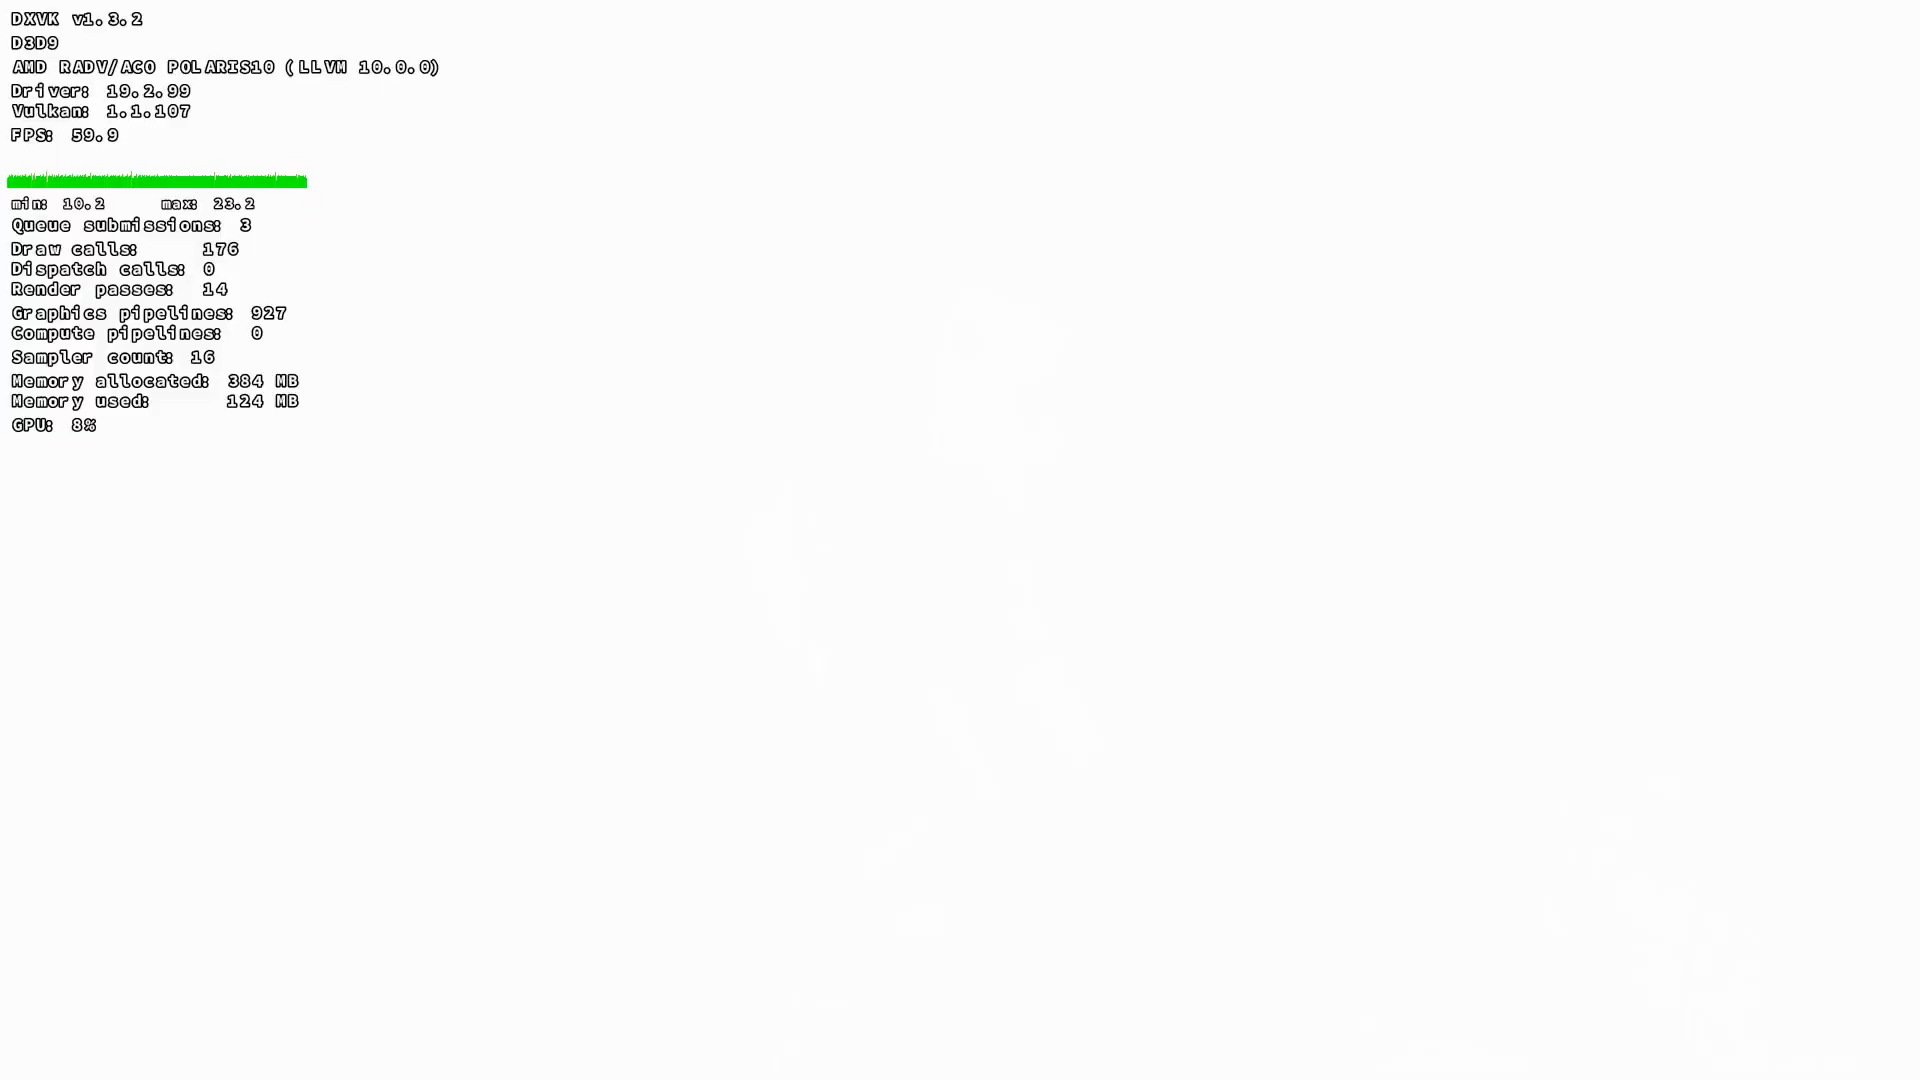 DXVK v1.3.2
D3D9
AMD RADV/ACO POLARIS10 (LLVM 10.0.0)
Driver: 19.2.99
Vulkan: 1.1.107
FPS: 59.9
min: 10.2 max: 23.2
Queue submissions: 3
Draw calls: 176
Dispatch calls: 0
Render passes: 14
Graphics pipelines: 927
Compute pipelines: 0
Sampler count: 16
Memory allocated: 384 MB
Memory used: 124 MB
GPU: 8%